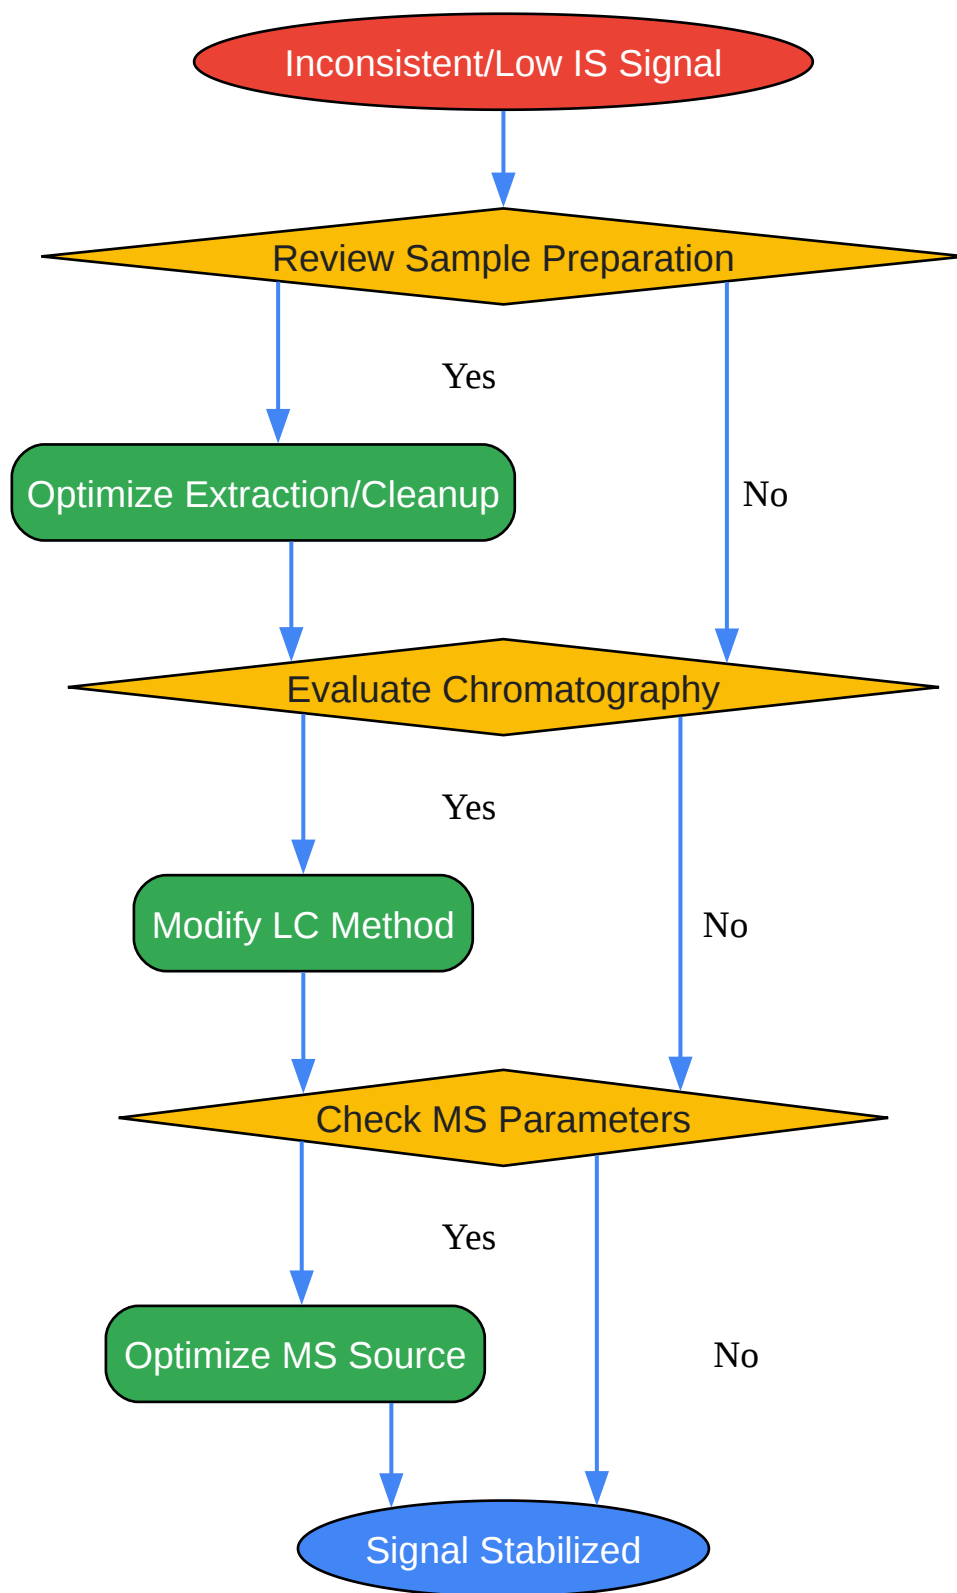 Inconsistent/Low IS Signal
Review Sample Preparation
Yes
Optimize Extraction/Cleanup
No
Evaluate Chromatography
Yes
Modify LC Method
No
Check MS Parameters
Yes
Optimize MS Source
No
Signal Stabilized